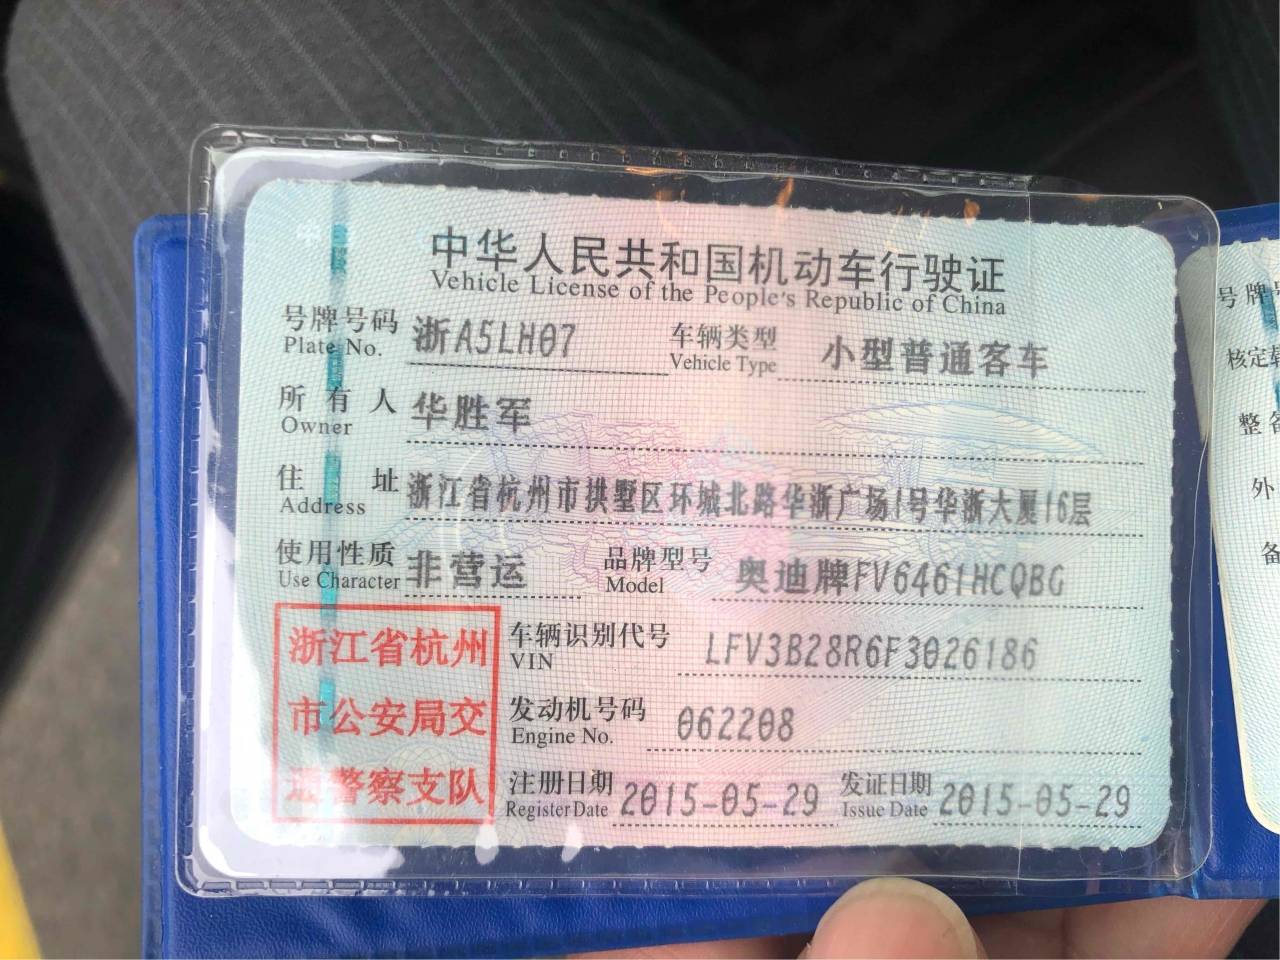 中华人民共和国机动车行驶证
Vehicle License of the People's Republic of China
号牌号码 浙A5LH07 车辆类型 小型普通客车
Plate No. Vehicle Type
所有人 华胜军
Owner
住址 浙江省杭州市拱墅区环城北路华浙广场1号华浙大厦16层
Address
使用性质 非营运 品牌型号 奥迪牌FV6461HCQBG
Use Character Model
浙江省杭州
市公安局交
通警察支队
车辆识别代号 LFV3B28R6F3026186
VIN
发动机号码 062208
Engine No.
注册日期 2015-05-29 发证日期 2015-05-29
Register Date Issue Date
号牌
核定
整备
外
备